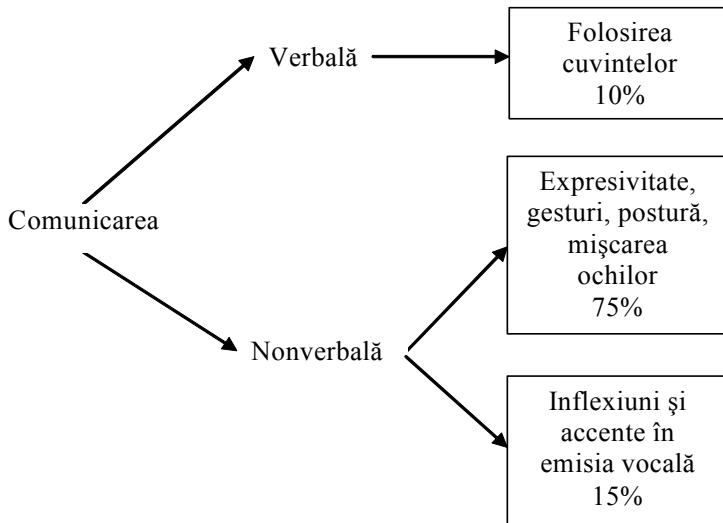 Comunicarea
Verbală
Folosirea
cuvintelor
10%
Nonverbală
Expresivitate,
gesturi, postură,
mişcarea
ochilor
75%
Inflexiuni şi
accente în
emisia vocală
15%